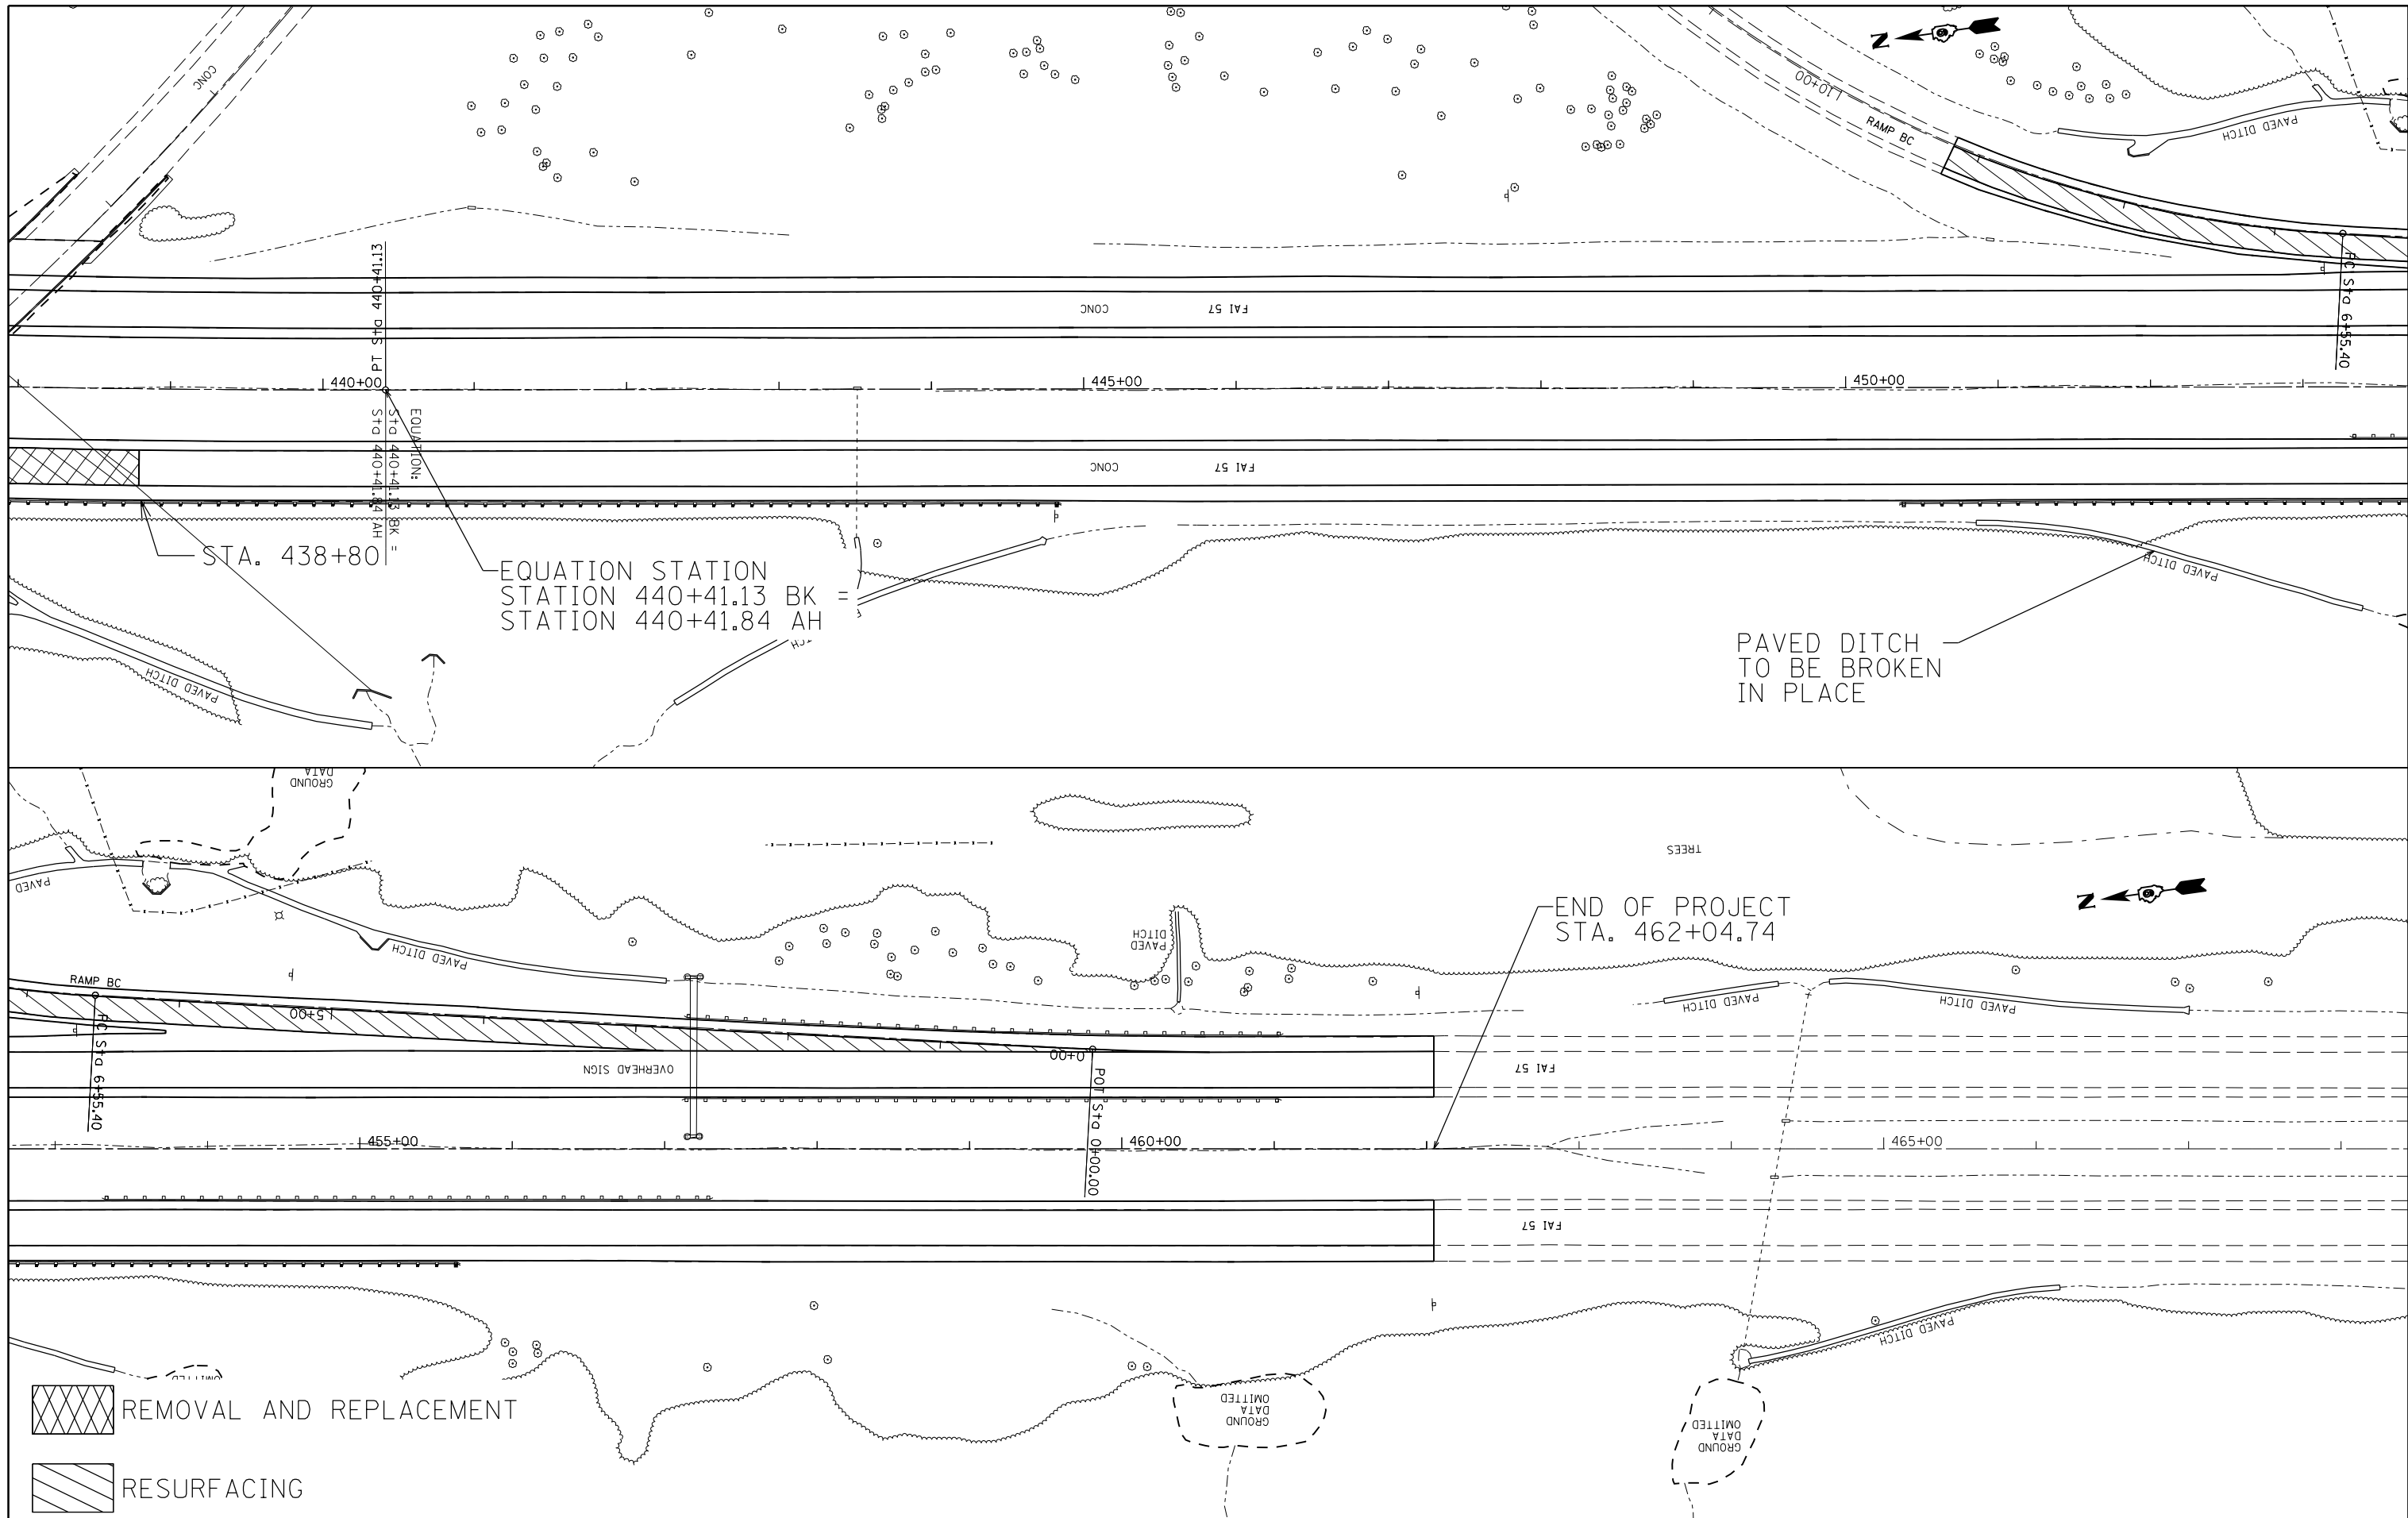 CONC
N
110+00
RAMP BC
PAVED DITCH
PT Sta 440+41.13
CONC
FAI 57
PC Sta 6+55.40
440+00
445+00
450+00
EQUATION:
Sta 440+41.13 BK
Sta 440+41.84 AH
CONC
FAI 57
STA. 438+80 "
EQUATION STATION
STATION 440+41.13 BK =
STATION 440+41.84 AH
PAVED DITCH
PAVED DITCH
TO BE BROKEN
IN PLACE
PAVED DITCH
CH
GROUND
DATA
TREES
PAVED
N
END OF PROJECT
STA. 462+04.74
PAVED
DITCH
PAVED DITCH
RAMP BC
PAVED DITCH
PAVED DITCH
15+00
PC Sta 6+55.40
OVERHEAD SIGN
0+00
POT Sta 0+00.00
FAI 57
455+00
460+00
465+00
FAI 57
PAVED DITCH
OMITTED
GROUND
DATA
OMITTED
GROUND
DATA
OMITTED
REMOVAL AND REPLACEMENT
RESURFACING